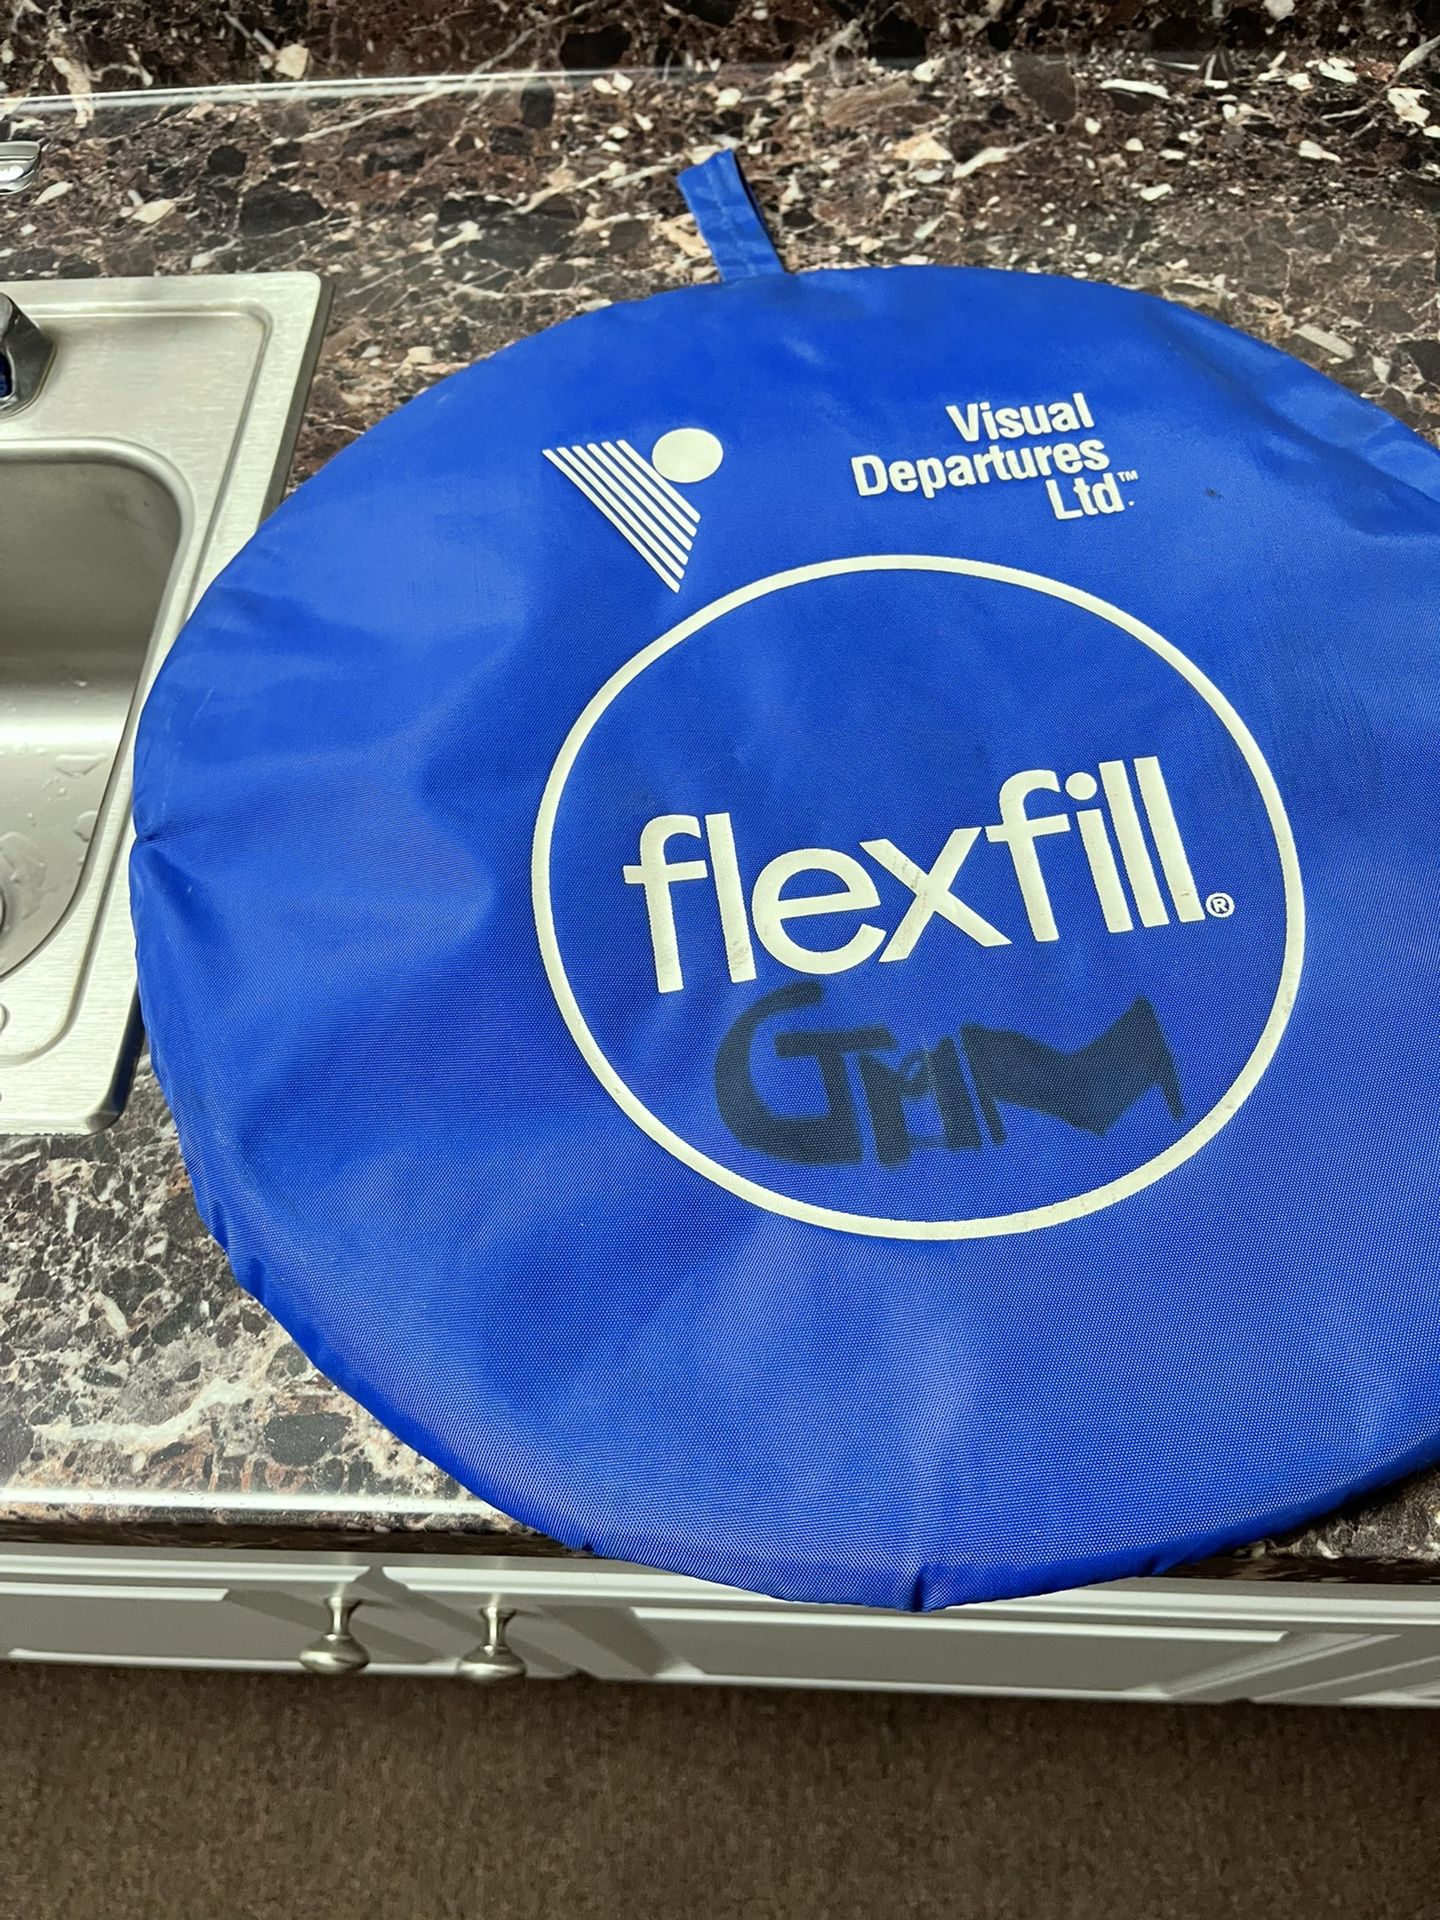 Visual
Departures
Ltd™
flexfill®